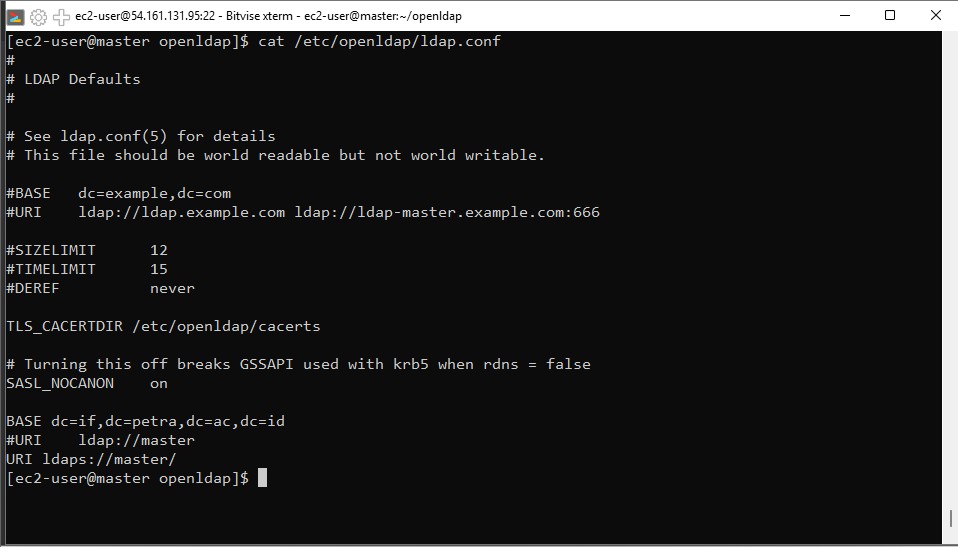 ec2-user@54.161.131.95:22 - Bitvise xterm - ec2-user@master:~/openldap
[ec2-user@master openldap]$ cat /etc/openldap/ldap.conf
#
# LDAP Defaults
#
# See ldap.conf(5) for details
# This file should be world readable but not world writable.
#BASE   dc=example,dc=com
#URI    ldap://ldap.example.com ldap://ldap-master.example.com:666
#SIZELIMIT      12
#TIMELIMIT      15
#DEREF          never
TLS_CACERTDIR /etc/openldap/cacerts
# Turning this off breaks GSSAPI used with krb5 when rdns = false
SASL_NOCANON    on
BASE dc=if,dc=petra,dc=ac,dc=id
#URI    ldap://master
URI ldaps://master/
[ec2-user@master openldap]$